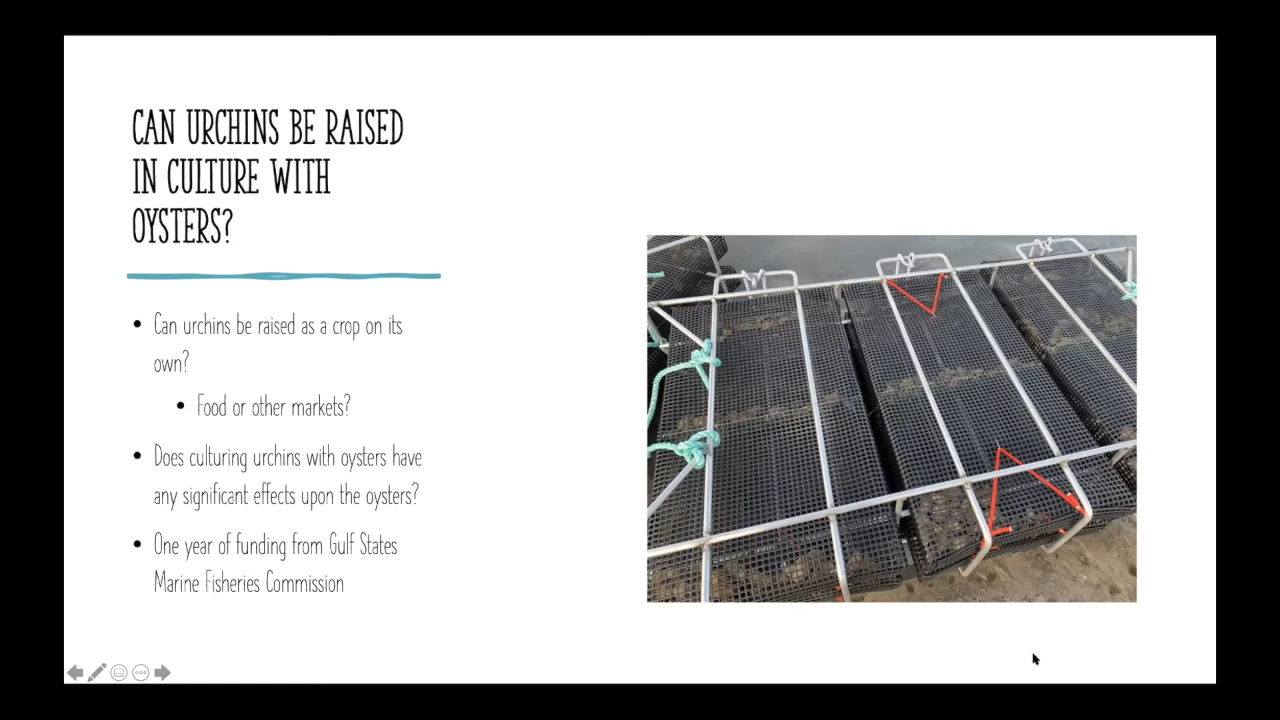 CAN URCHINS BE RAISED
IN CULTURE WITH
OYSTERS?
• Can urchins be raised as a crop on its
own?
• Food or other markets?
• Does culturing urchins with oysters have
any significant effects upon the oysters?
• One year of funding from Gulf States
Marine Fisheries Commission